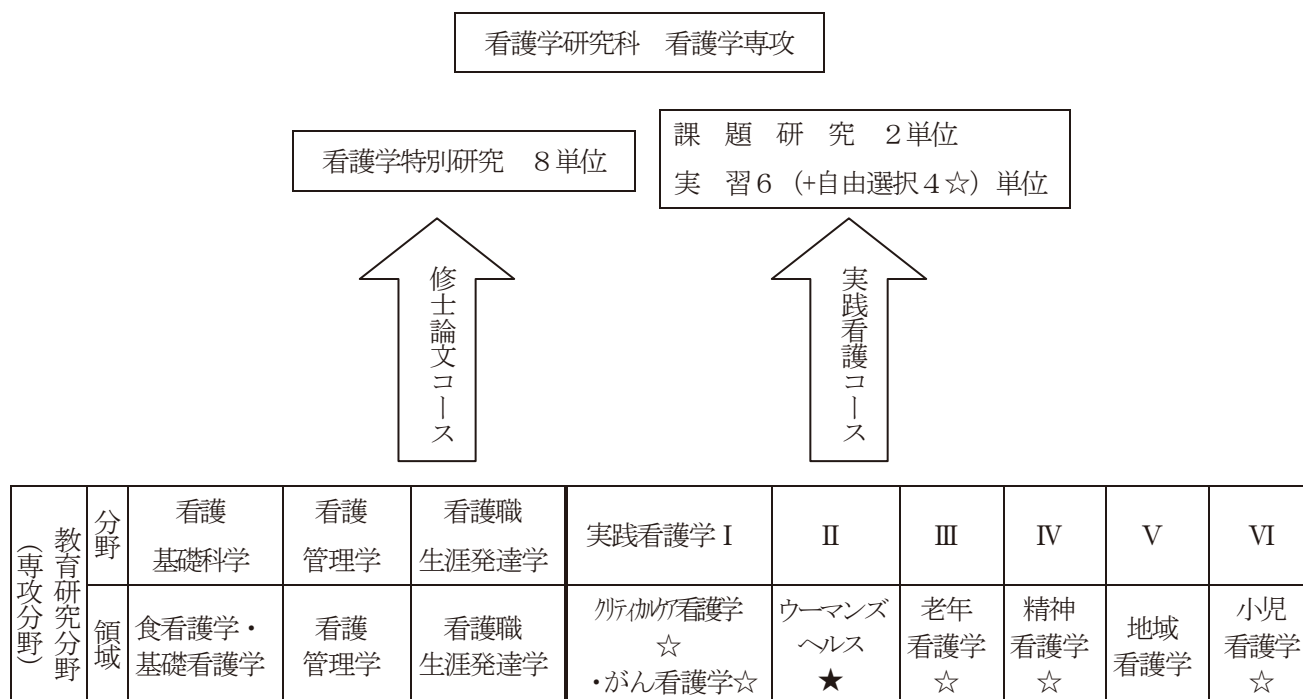 看護学研究科　看護学専攻
看護学特別研究　８単位
課　題　研　究　２単位
実　習６（+自由選択４☆）単位
修士論文コース
実践看護コース
教育研究分野
（専攻分野）
分野
看護
基礎科学
看護
管理学
看護職
生涯発達学
実践看護学Ⅰ
Ⅱ
Ⅲ
Ⅳ
Ⅴ
Ⅵ
領域
食看護学・
基礎看護学
看護
管理学
看護職
生涯発達学
クリティカルケア看護学
☆
・がん看護学☆
ウーマンズ
ヘルス
★
老年
看護学
☆
精神
看護学
☆
地域
看護学
小児
看護学
☆